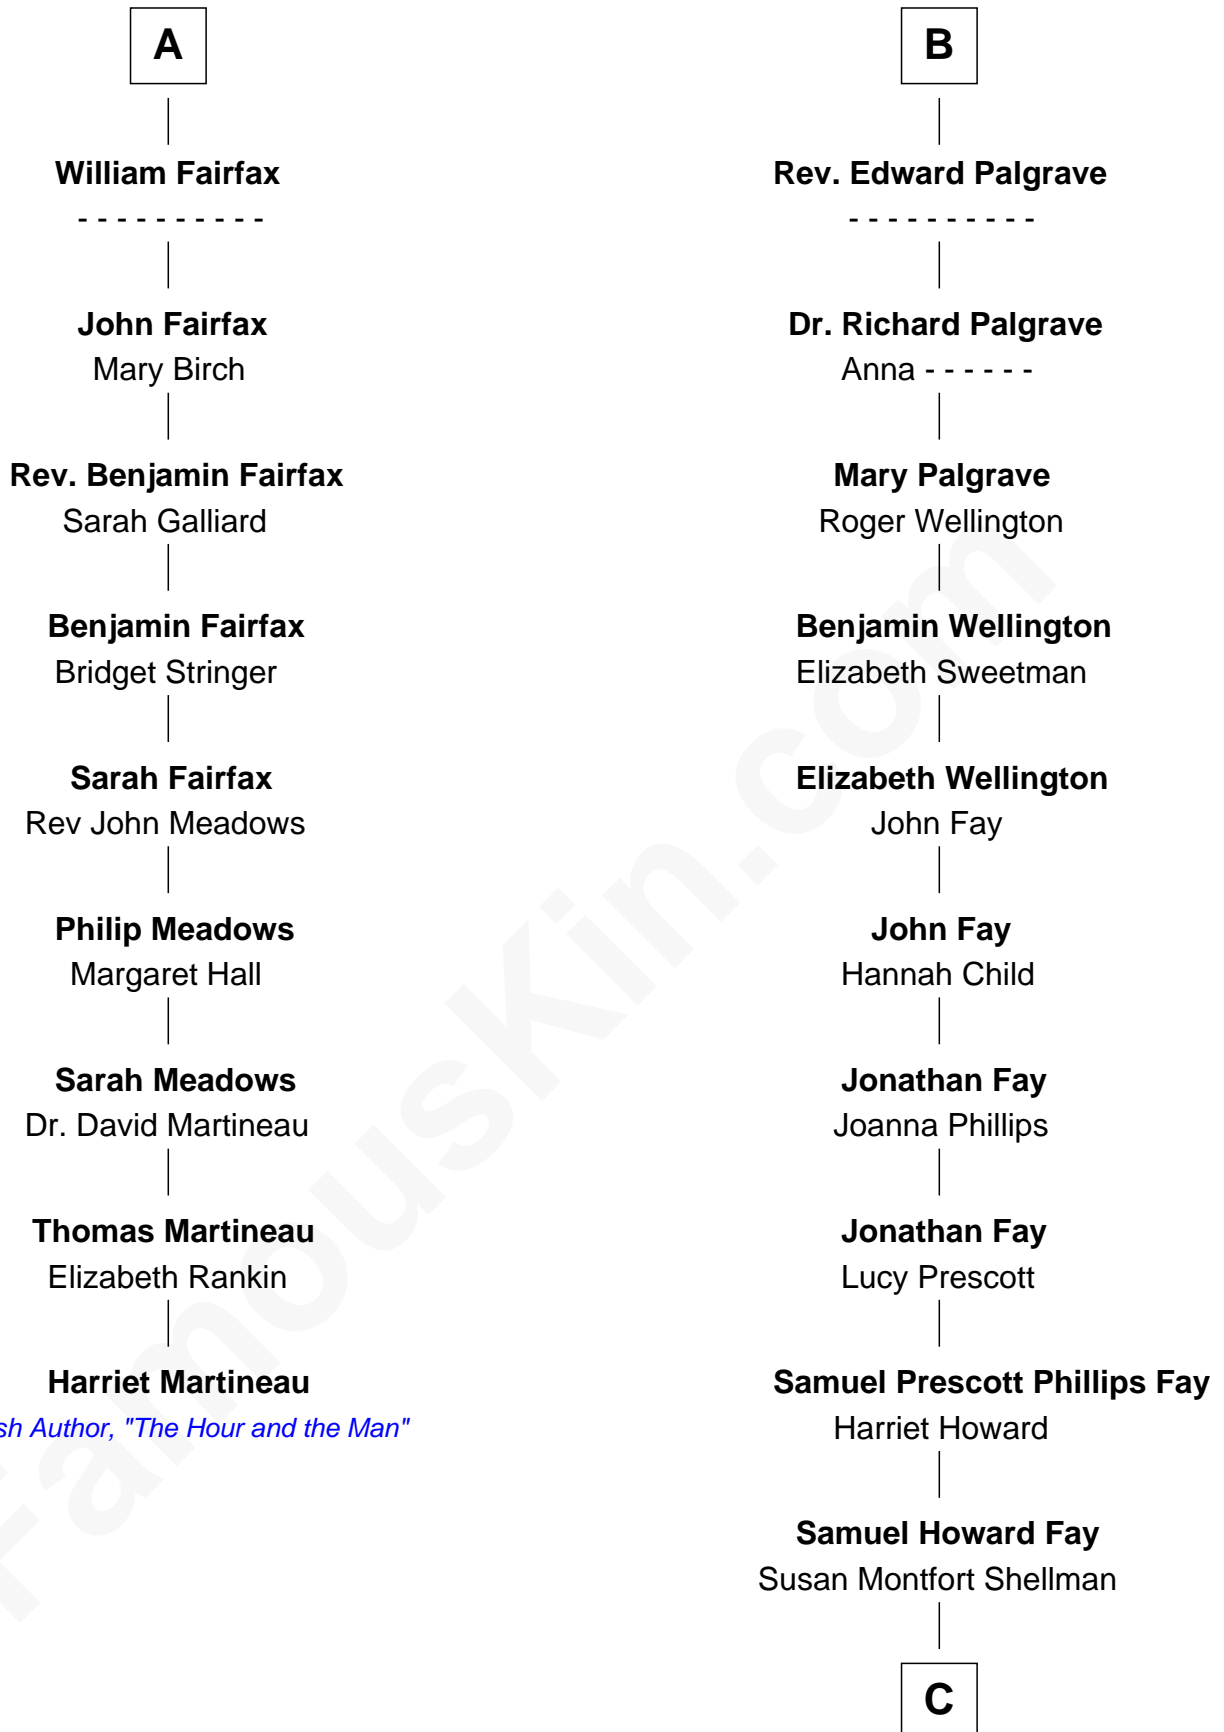 A
William Fairfax
- - - - - - - - - -
John Fairfax
Mary Birch
Rev. Benjamin Fairfax
Sarah Galliard
Benjamin Fairfax
Bridget Stringer
Sarah Fairfax
Rev John Meadows
Philip Meadows
Margaret Hall
Sarah Meadows
Dr. David Martineau
Thomas Martineau
Elizabeth Rankin
Harriet Martineau
Author, "The Hour and the Man"
B
Rev. Edward Palgrave
- - - - - - - - - -
Dr. Richard Palgrave
Anna - - - - - -
Mary Palgrave
Roger Wellington
Benjamin Wellington
Elizabeth Sweetman
Elizabeth Wellington
John Fay
John Fay
Hannah Child
Jonathan Fay
Joanna Phillips
Jonathan Fay
Lucy Prescott
Samuel Prescott Phillips Fay
Harriet Howard
Samuel Howard Fay
Susan Montfort Shellman
C
FamousKin.com